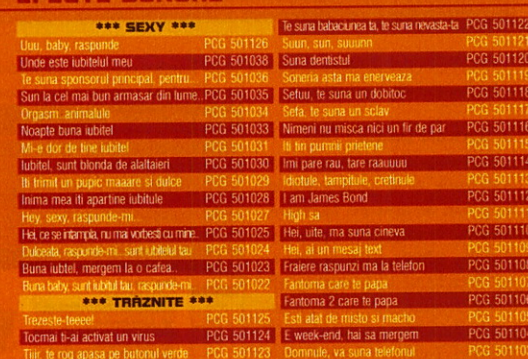 *** SEXY ***
Uuu, baby, raspunde PCG 501126
Unde este iubitelul meu PCG 501038
Te suna sponsorul principal, pentru... PCG 501036
Sun la cel mai bun armasar din lume.. PCG 501035
Orgasm. animalule PCG 501034
Noapte buna iubitel PCG 501033
Mi-e dor de tine iubitel PCG 501031
Iubitel, sunt blonda de alaltaieri PCG 501030
Iti trimit un pupic maaare si dulce PCG 501029
Inima mea iti apartine iubitule PCG 501028
Hey, sexy, raspunde-mi... PCG 501027
Hei, ce se intampla, nu mai vorbesti cu mine.. PCG 501025
Dulceata, raspunde-mi.. sunt iubitelul tau PCG 501024
Buna iubtel, mergem la o cafea.. PCG 501023
Buna baby, sunt iubitul tau, raspunde-mi.. PCG 501022
*** TRĂZNITE ***
Trezeste-teeee! PCG 501125
Tocmai ti-ai activat un virus PCG 501124
Tiiit, te rog apasa pe butonul verde PCG 501123
Te suna babaciunea ta, te suna nevasta-ta PCG 501122
Suun, sun, suuunn
Suna dentistul
Soneria asta ma enerveaza
Sefuu, te suna un dobitoc
Sefa, te suna un sclav
Nimeni nu misca nici un fir de par
Iti tin pumnii prietene
Imi pare rau, tare raauuuu
Idiotule, tampitule, cretinule
I am James Bond
High sa
Hei, uite, ma suna cineva
Hei, ai un mesaj text
Fraiere raspunzi ma la telefon
Fantoma care te papa
Fantoma 2 care te papa
Esti atat de misto si macho
E week-end, hai sa mergem
Domnule, va suna telefonul